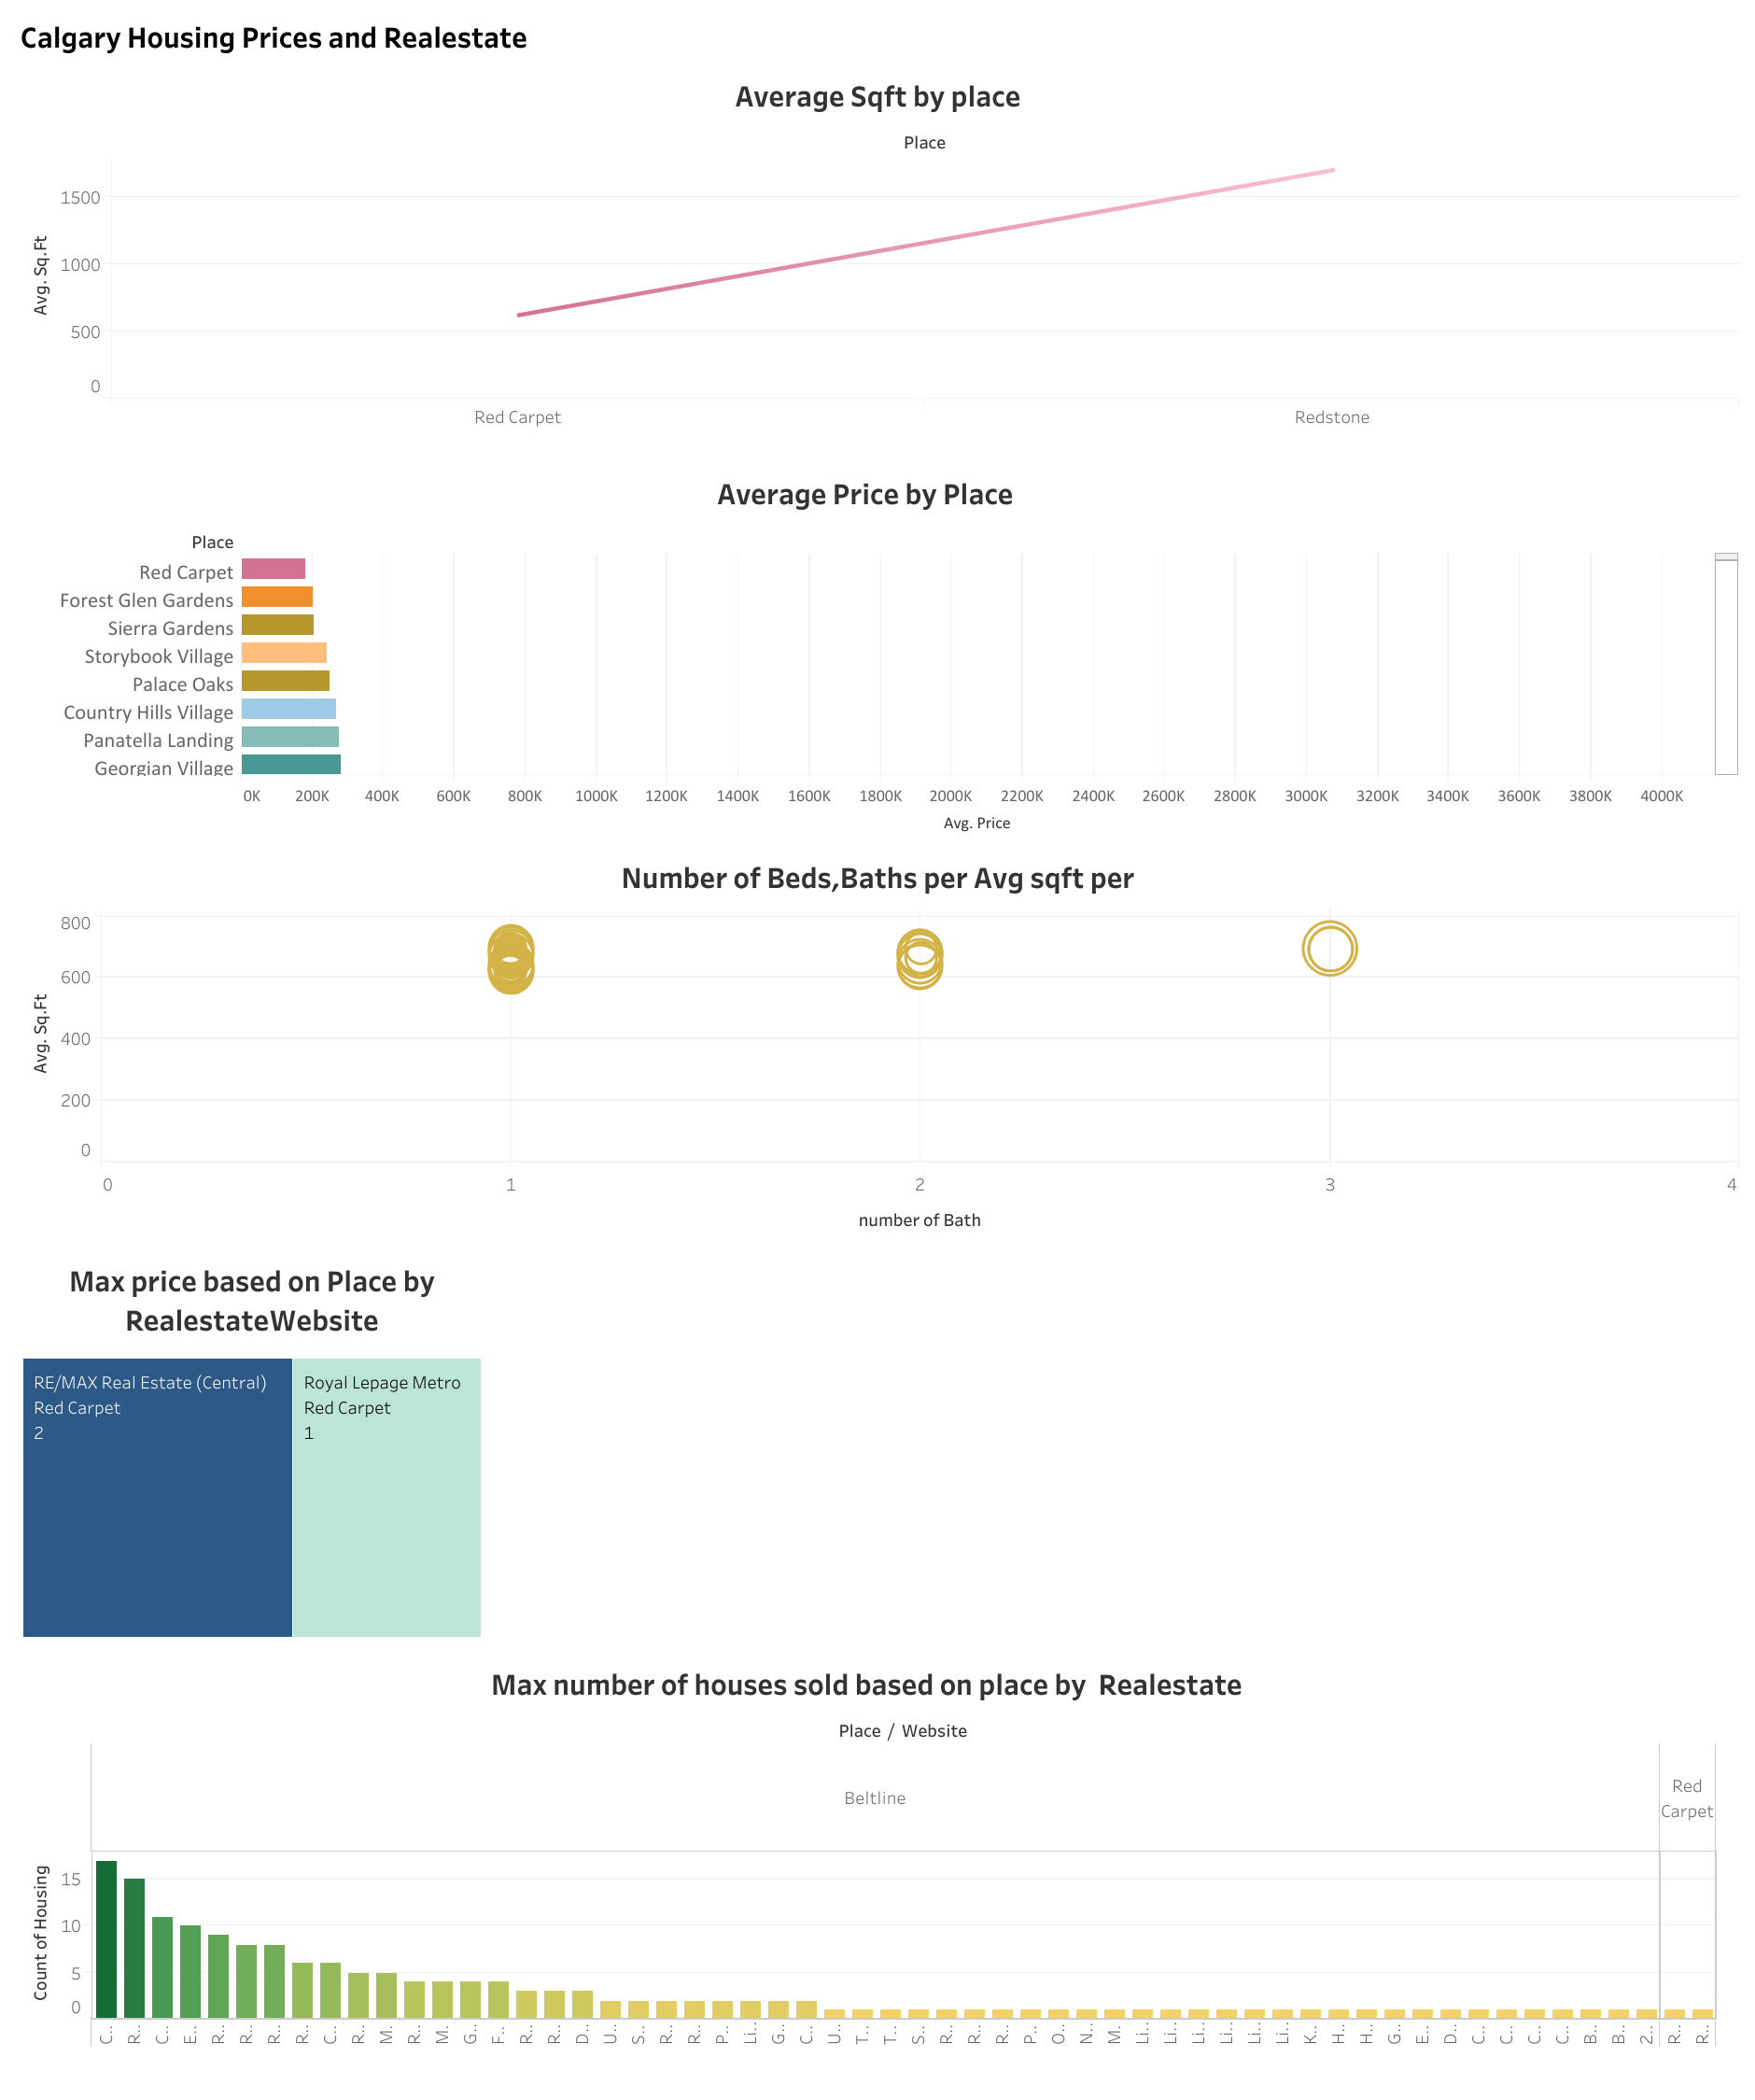 Calgary Housing Prices and Realestate
Average Sqft by place
Place
Avg. Sq.Ft
1500
1000
500
0
Red Carpet Redstone
Average Price by Place
Place
Red Carpet
Forest Glen Gardens
Sierra Gardens
Storybook Village
Palace Oaks
Country Hills Village
Panatella Landing
Georgian Village
0K 200K 400K 600K 800K 1000K 1200K 1400K 1600K 1800K 2000K 2200K 2400K 2600K 2800K 3000K 3200K 3400K 3600K 3800K 4000K
Avg. Price
Number of Beds,Baths per Avg sqft per
Avg. Sq.Ft
800
600
400
200
0
0 1 2 3 4
number of Bath
Max price based on Place by
RealestateWebsite
RE/MAX Real Estate (Central)
Red Carpet
2
Royal Lepage Metro
Red Carpet
1
Max number of houses sold based on place by Realestate
Place / Website
Beltline
Red
Carpet
Count of Housing
15
10
5
0
C.. R.. C.. E.. R.. R.. R.. R.. C.. R.. M. R.. M. G.. F.. R.. R.. D.. U.. S.. R.. R.. P.. Li.. G.. C.. U.. T.. T.. S.. R.. R.. R.. P.. O.. N.. M. Li.. Li.. Li.. Li.. Li.. Li.. K.. H.. H.. G.. E.. D.. C.. C.. C.. C.. B.. B.. 2.. R.. R..